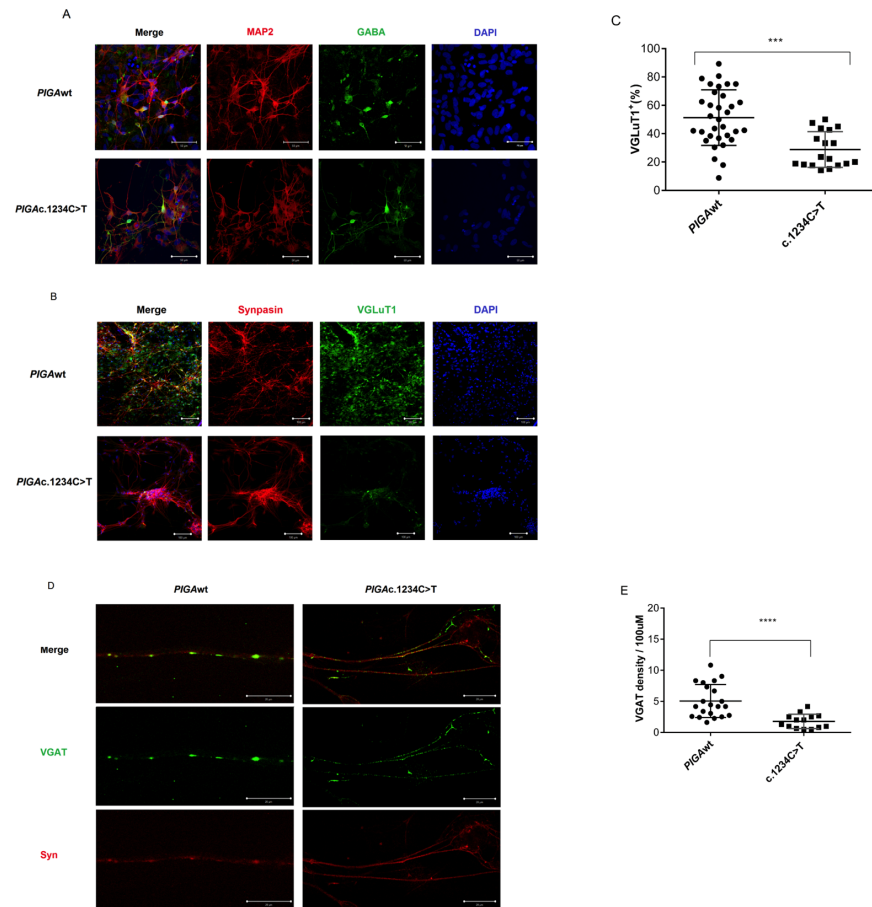 A
Merge MAP2 GABA DAPI
PIGAwt
PIGAc.1234C>T
B
Merge Synpasin VGLuT1 DAPI
PIGAwt
PIGAc.1234C>T
C
***
VGLuT1+(%)
100
80
60
40
20
0
PIGAwt c.1234C>T
D
PIGAwt PIGAc.1234C>T
Merge
VGAT
Syn
E
****
VGAT density / 100uM
20
15
10
5
0
PIGAwt c.1234C>T